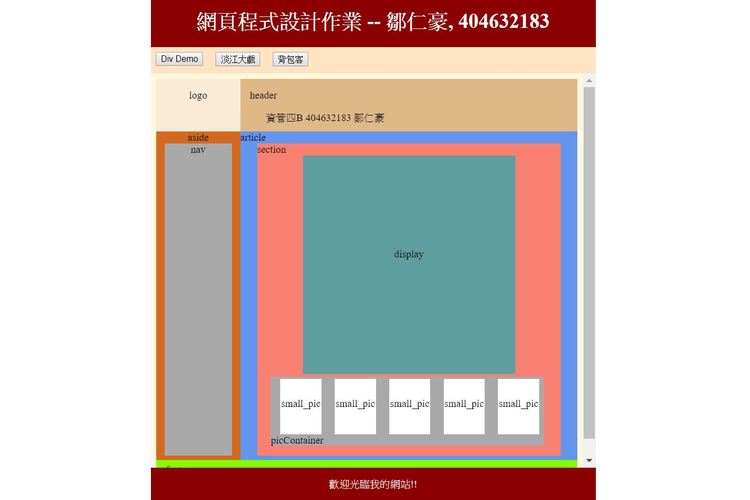 網頁程式設計作業 -- 鄒仁豪, 404632183
Div Demo 淡江大戲 背包客
logo header
資管四B 404632183 鄒仁豪
aside article
nav section
display
small_pic small_pic small_pic small_pic small_pic
picContainer
歡迎光臨我的網站!!